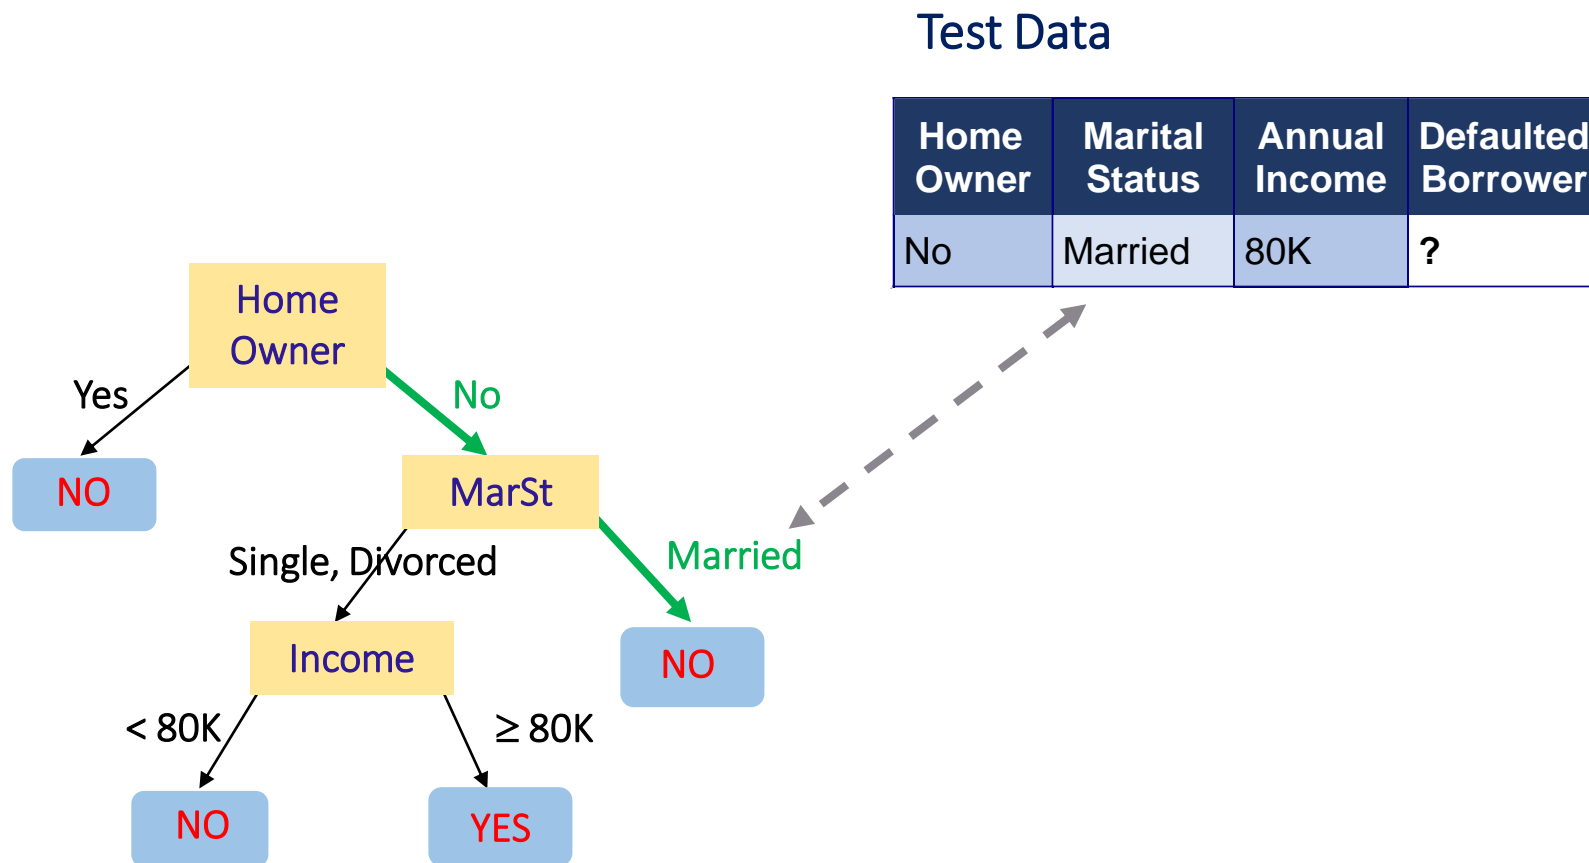 Test Data
Home Owner
Marital Status
Annual Income
Defaulted Borrower
No
Married
80K
?
Home
Owner
Yes
No
NO
MarSt
Single, Divorced
Married
Income
NO
< 80K
≥ 80K
NO
YES